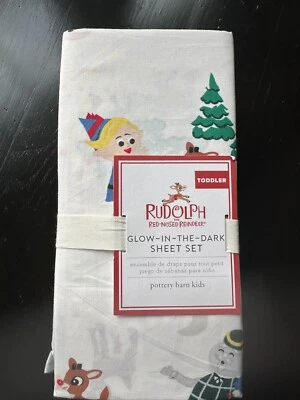 TODDLER
RUDOLPH
RED-NOSED REINDEER®
GLOW-IN-THE-DARK
SHEET SET
ensemble de draps pour tout-petit
juego de sábanas para niño
pottery barn kids